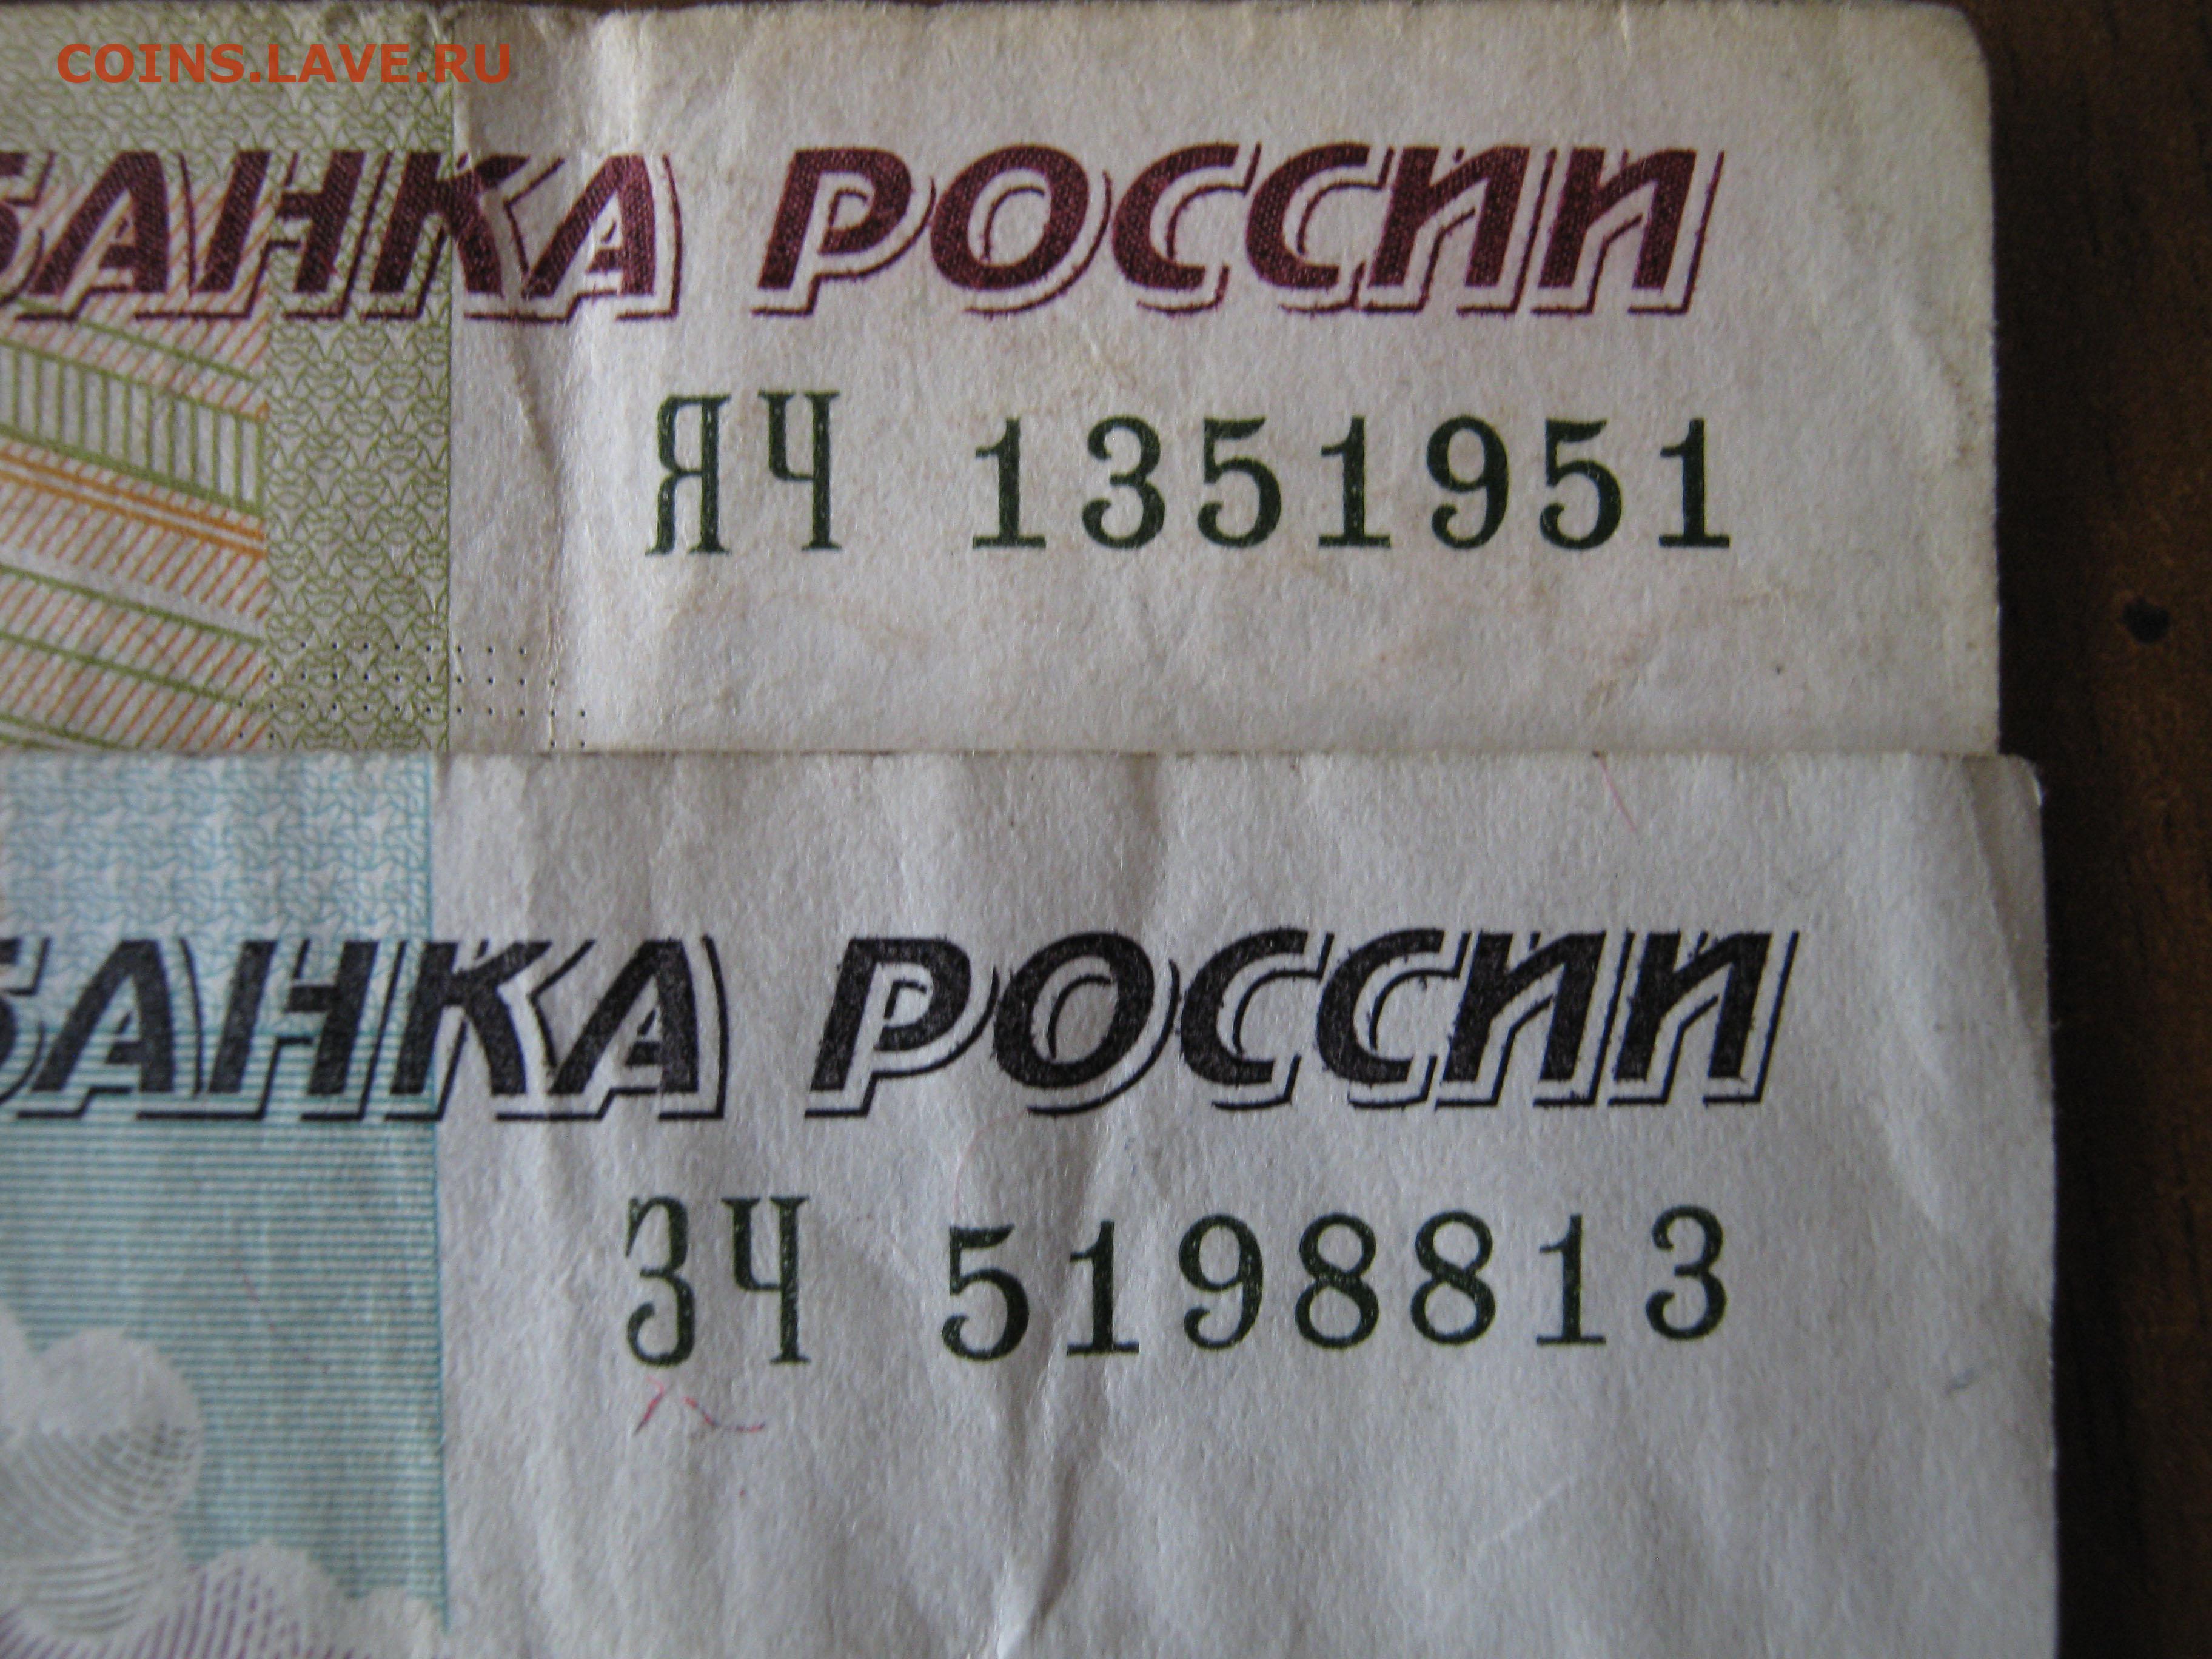 COINS.LAVE.RU
БАНКА РОССИИ
ЯЧ 1351951
БАНКА РОССИИ
ЗЧ 5198813